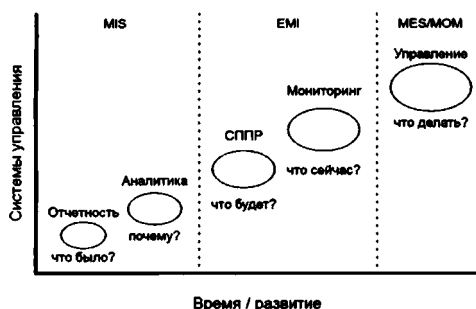 MIS
EMI
MES/MOM
Управление
что делать?
Мониторинг
что сейчас?
СППР
что будет?
Аналитика
почему?
Отчетность
что было?
Системы управления
Время / развитие